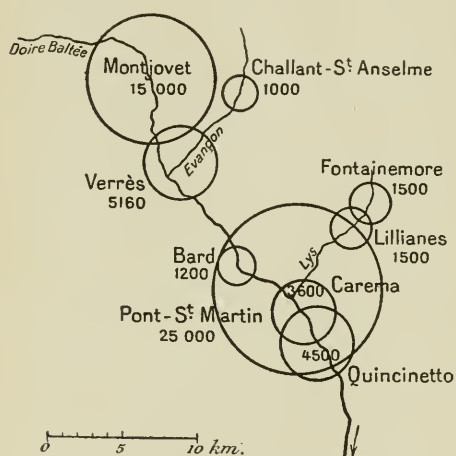 Doire Baltée
Montjovet
15 000
Challant-St Anselme
1000
Evançon
Verrès
5160
Fontainemore
1500
Lillianes
1500
Bard
1200
Lys
3600
Carema
Pont-St Martin
25 000
4500
Quincinetto
0 5 10 km.